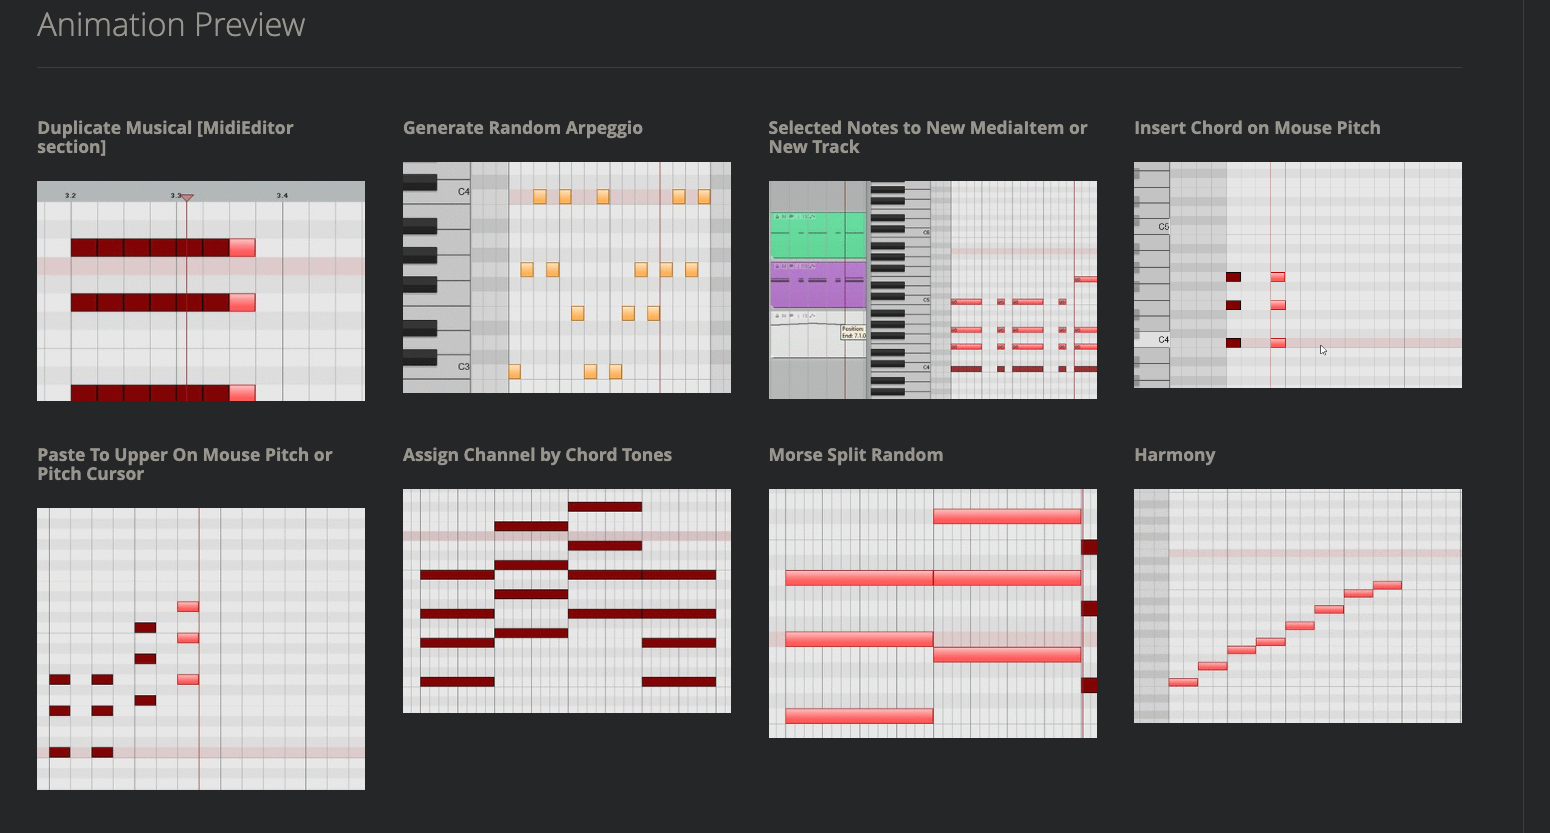 Animation Preview
Duplicate Musical [MidiEditor
section]
Generate Random Arpeggio
Selected Notes to New MediaItem or
New Track
Insert Chord on Mouse Pitch
3.2
3.3
3.4
C4
C3
C5
C4
Position:
End: 7.1.0
C5
C4
Paste To Upper On Mouse Pitch or
Pitch Cursor
Assign Channel by Chord Tones
Morse Split Random
Harmony